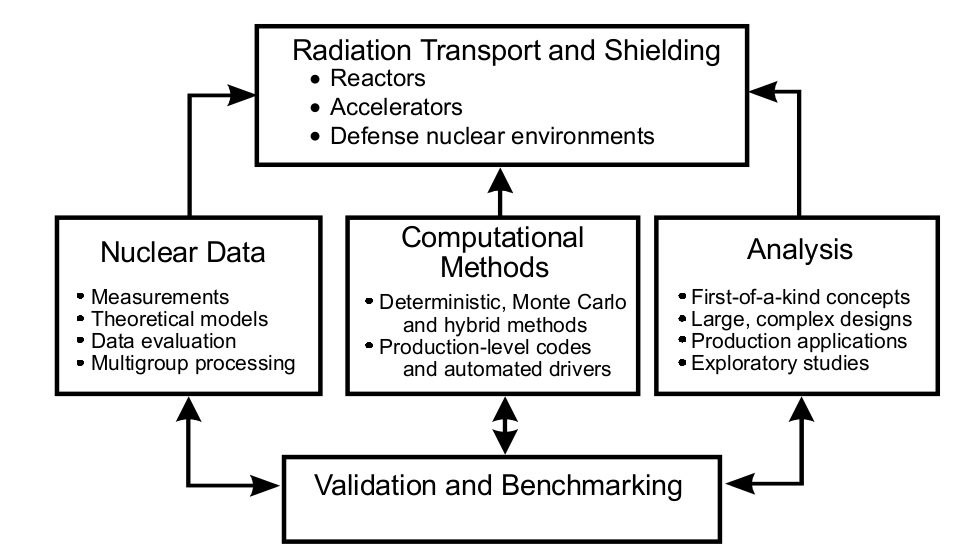 Radiation Transport and Shielding
• Reactors
• Accelerators
• Defense nuclear environments
Nuclear Data
• Measurements
• Theoretical models
• Data evaluation
• Multigroup processing
Computational
Methods
• Deterministic, Monte Carlo
and hybrid methods
• Production-level codes
and automated drivers
Analysis
• First-of-a-kind concepts
• Large, complex designs
• Production applications
• Exploratory studies
Validation and Benchmarking